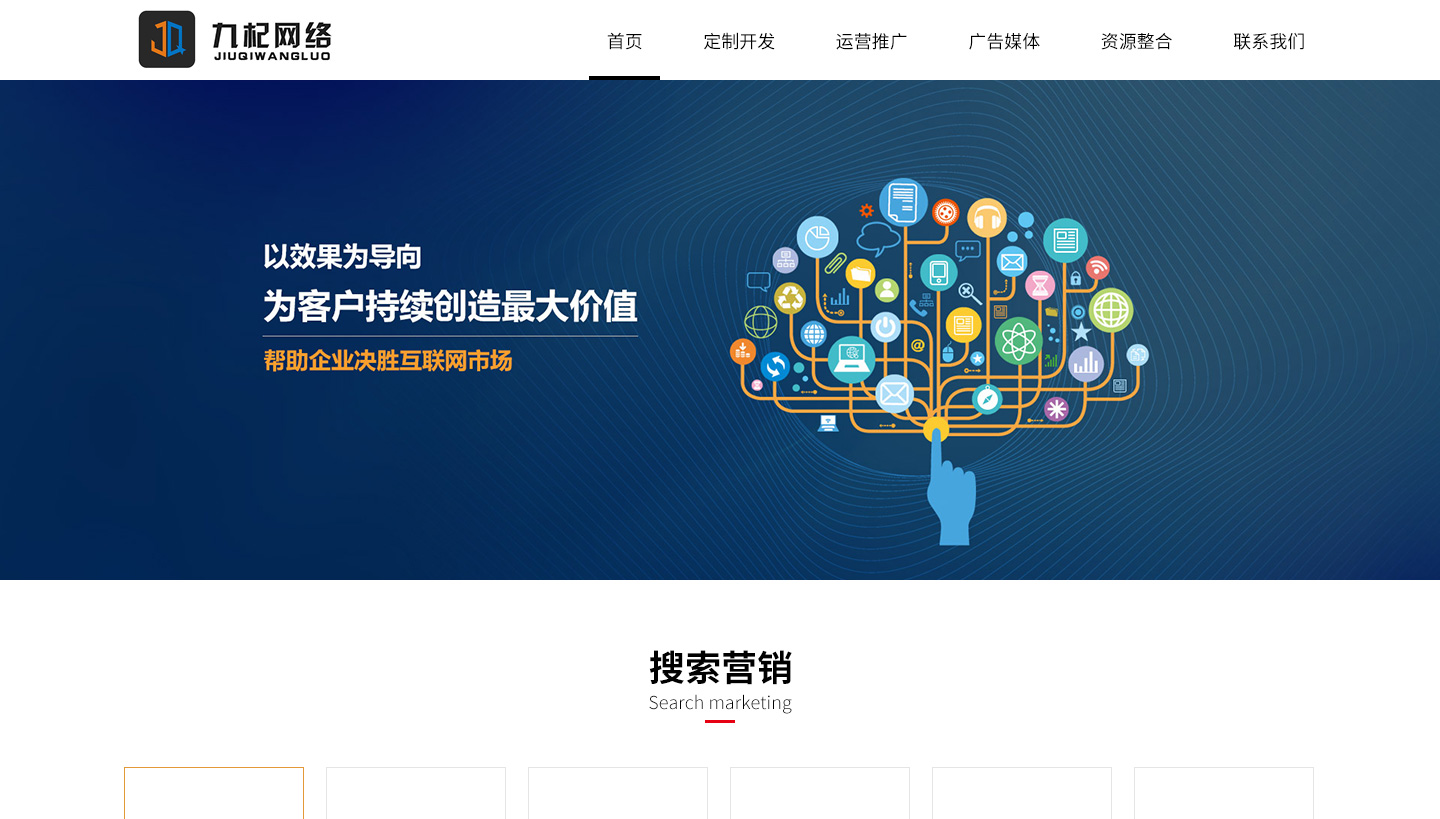 JQ
九杞网络
JIUQIWANGLUO
首页
定制开发
运营推广
广告媒体
资源整合
联系我们
以效果为导向
为客户持续创造最大价值
帮助企业决胜互联网市场
@
搜索营销
Search marketing